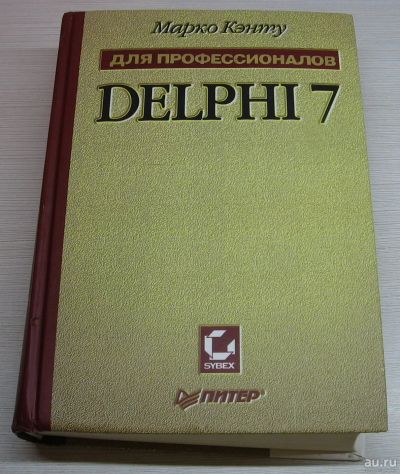 Марко Кэнту
ДЛЯ ПРОФЕССИОНАЛОВ
DELPHI 7
SYBEX
ПИТЕР®
au.ru